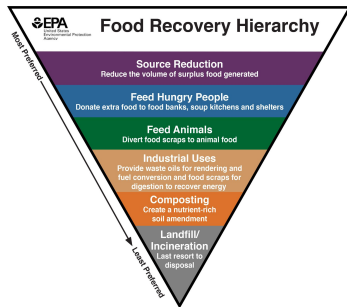 EPA
United States
Environmental Protection
Agency
Food Recovery Hierarchy
Most Preferred
Source Reduction
Reduce the volume of surplus food generated
Feed Hungry People
Donate extra food to food banks, soup kitchens and shelters
Feed Animals
Divert food scraps to animal food
Industrial Uses
Provide waste oils for rendering and
fuel conversion and food scraps for
digestion to recover energy
Composting
Create a nutrient-rich
soil amendment
Landfill/
Incineration
Last resort to
disposal
Least Preferred